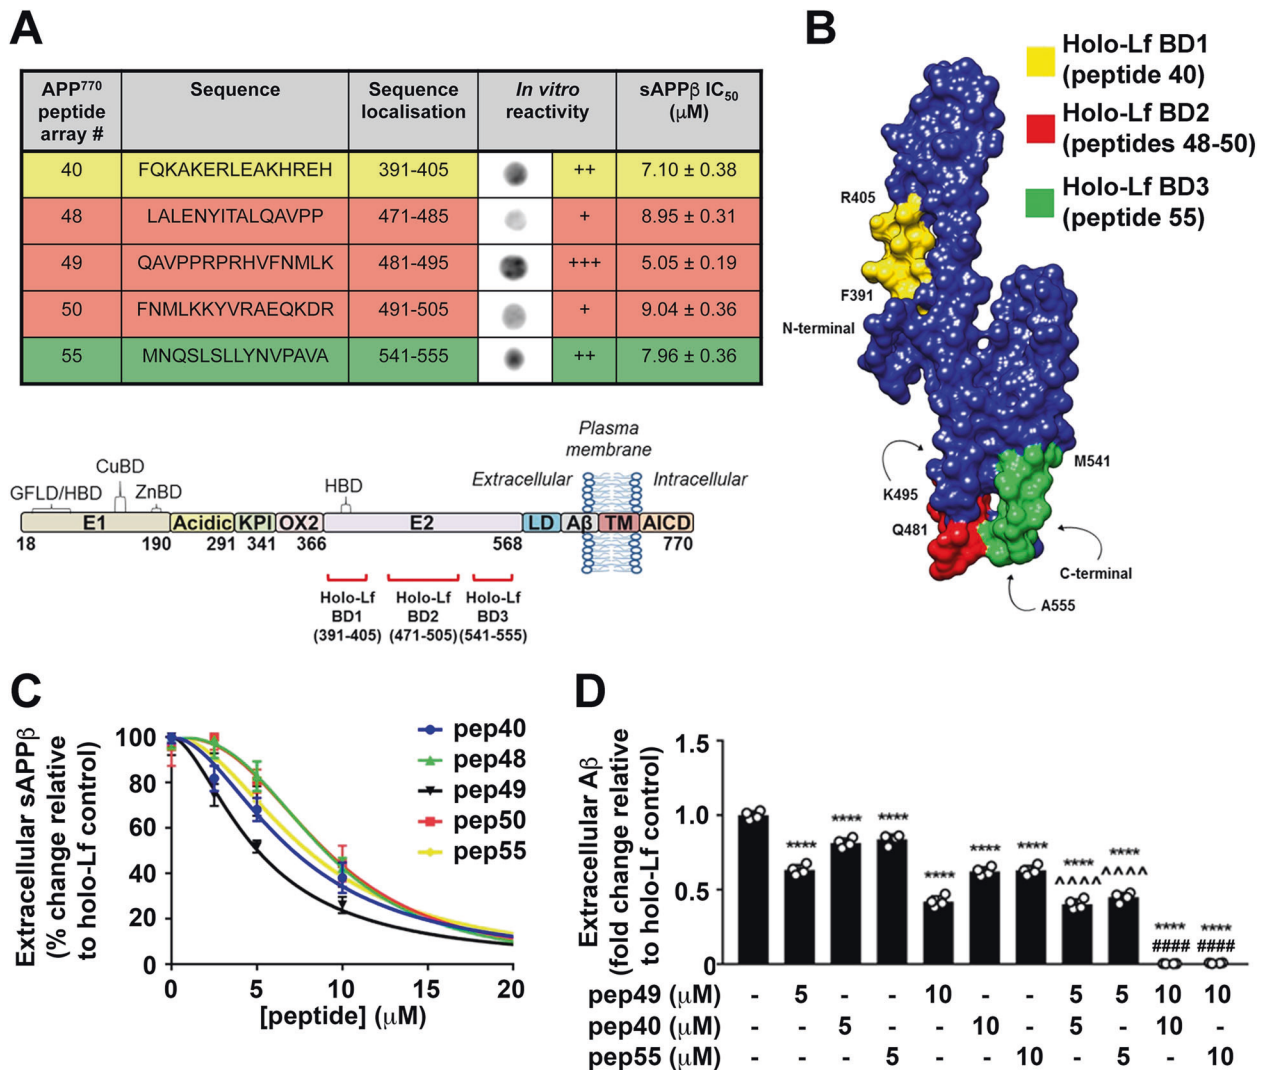 A
APP770 peptide array # Sequence Sequence localisation In vitro reactivity sAPPβ IC50 (μM)
40 FQKAKERLEAKHREH 391-405 ++ 7.10 ± 0.38
48 LALENYITALQAVPP 471-485 + 8.95 ± 0.31
49 QAVPPRPRHVFNMLK 481-495 +++ 5.05 ± 0.19
50 FNMLKKYVRAEQKDR 491-505 + 9.04 ± 0.36
55 MNQSLSLLYNVPAVA 541-555 ++ 7.96 ± 0.36
Plasma
membrane
Extracellular Intracellular
CuBD
GFLD/HBD ZnBD HBD
E1 Acidic KPI OX2 E2 LD Aβ TM AICD
18 190 291 341 366 568 770
Holo-Lf Holo-Lf Holo-Lf
BD1 BD2 BD3
(391-405) (471-505) (541-555)
B
Holo-Lf BD1
(peptide 40)
Holo-Lf BD2
(peptides 48-50)
Holo-Lf BD3
(peptide 55)
R405
F391
N-terminal
M541
K495
Q481
C-terminal
A555
C
Extracellular sAPPβ
(% change relative
to holo-Lf control)
100
80
60
40
20
0
0 5 10 15 20
[peptide] (μM)
pep40
pep48
pep49
pep50
pep55
D
Extracellular Aβ
(fold change relative
to holo-Lf control)
1.5
1.0
0.5
0
**** **** **** **** **** **** **** **** **** ****
^^^^ ^^^^ #### ####
pep49 (μM) - 5 - - 10 - - 5 5 10 10
pep40 (μM) - - 5 - - 10 - 5 - 10 -
pep55 (μM) - - - 5 - - 10 - 5 - 10